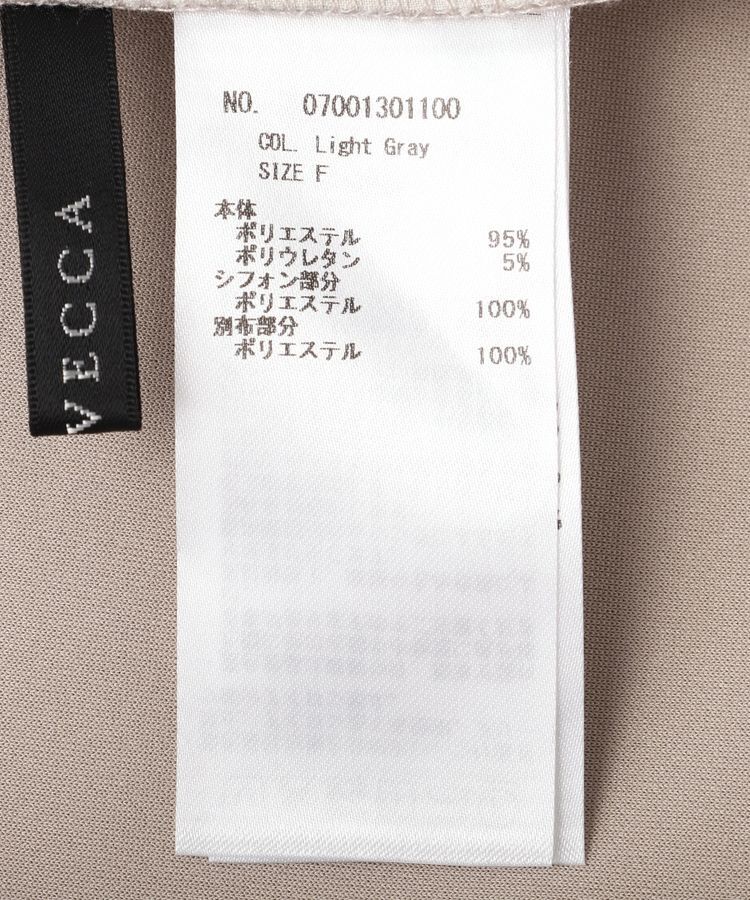 NO. 07001301100
COL. Light Gray
SIZE F
本体
ポリエステル 95%
ポリウレタン 5%
シフォン部分
ポリエステル 100%
別布部分
ポリエステル 100%
VECCA